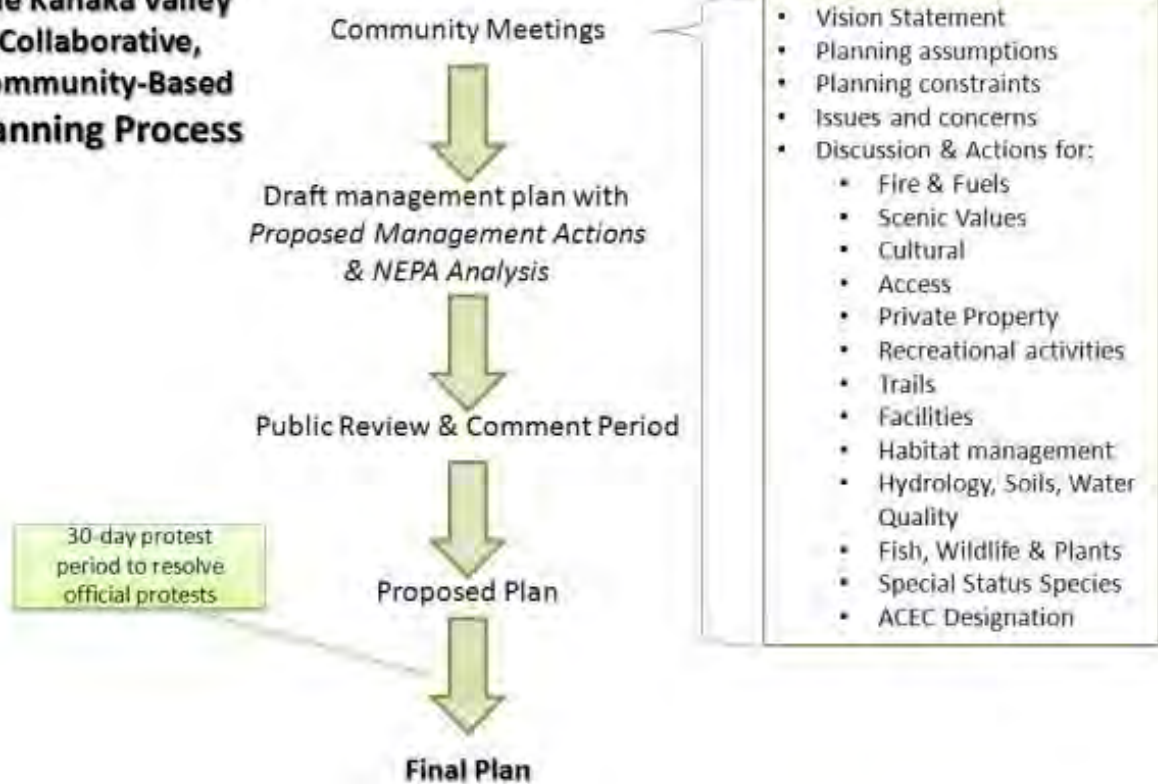 Kanaka Valley
Collaborative,
Community-Based
Planning Process
Community Meetings
• Vision Statement
• Planning assumptions
• Planning constraints
• Issues and concerns
• Discussion & Actions for:
• Fire & Fuels
• Scenic Values
• Cultural
• Access
• Private Property
• Recreational activities
• Trails
• Facilities
• Habitat management
• Hydrology, Soils, Water
Quality
• Fish, Wildlife & Plants
• Special Status Species
• ACEC Designation
Draft management plan with
Proposed Management Actions
& NEPA Analysis
Public Review & Comment Period
30-day protest
period to resolve
official protests
Proposed Plan
Final Plan